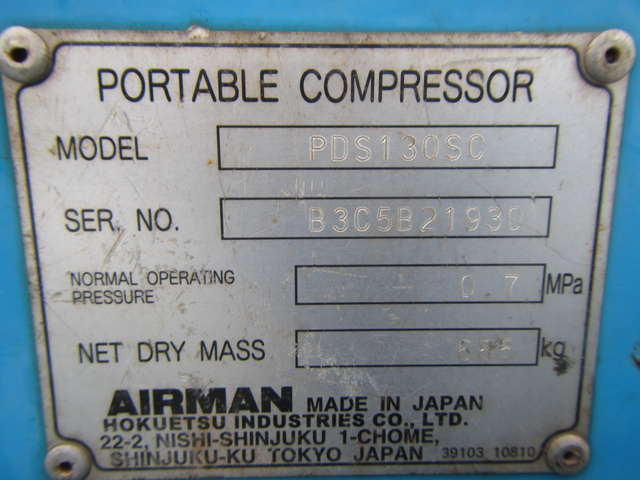 PORTABLE COMPRESSOR
MODEL PDS130SC
SER. NO.
NORMAL OPERATING
PRESSURE 0.7 MPa
NET DRY MASS kg
AIRMAN MADE IN JAPAN
HOKUETSU INDUSTRIES CO., LTD.
22-2, NISHI-SHINJUKU 1-CHOME,
SHINJUKU-KU TOKYO JAPAN 39103 10810